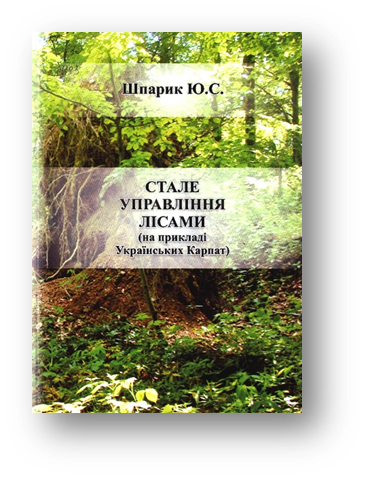 Шпарик Ю.С.
СТАЛЕ
УПРАВЛІННЯ
ЛІСАМИ
(на прикладі
Українських Карпат)